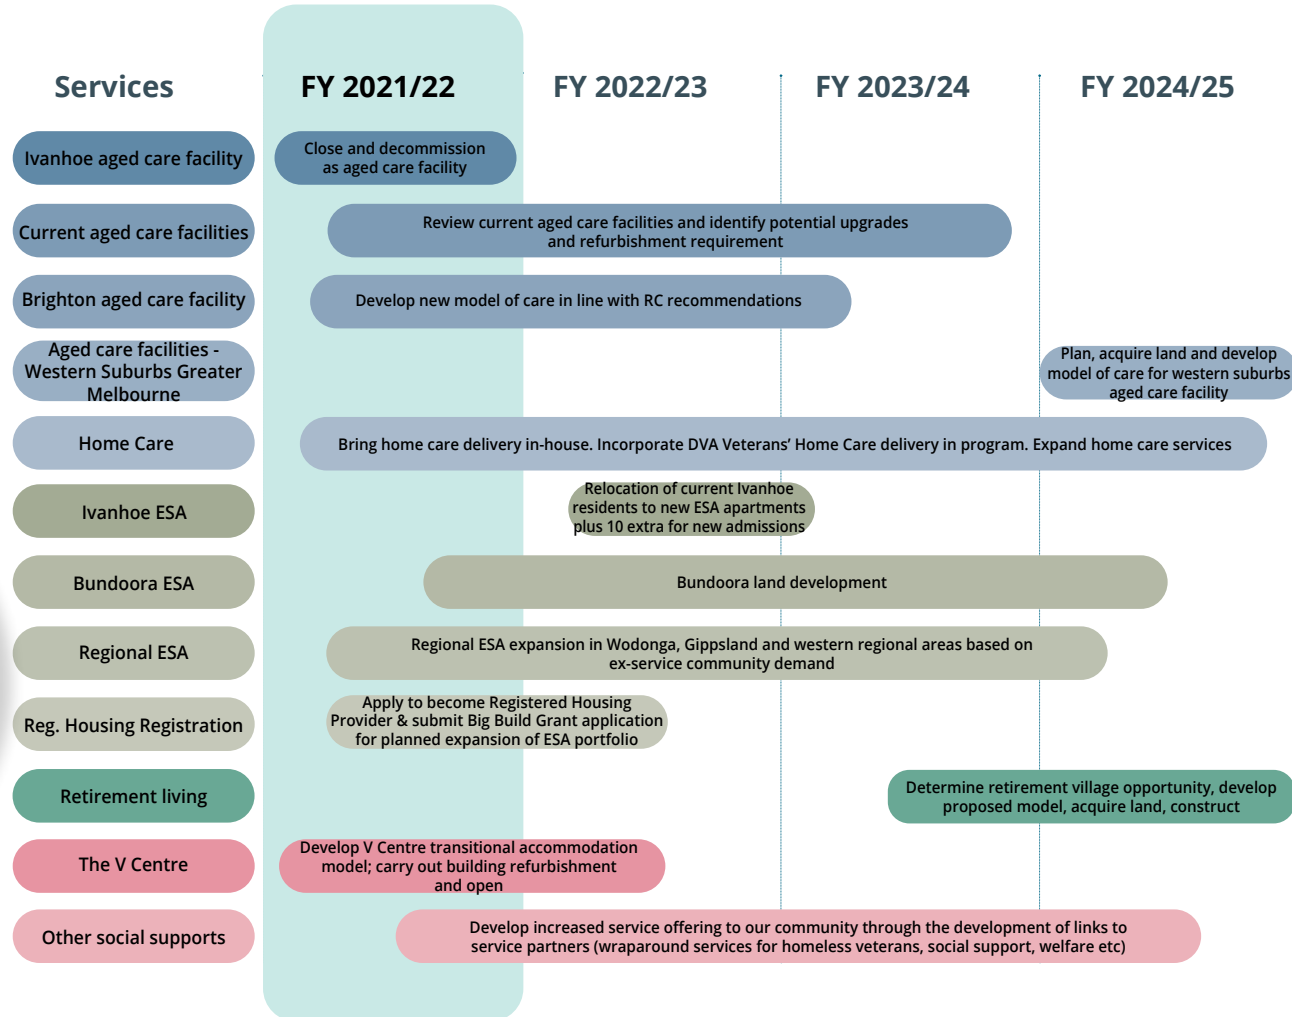 Services
FY 2021/22
FY 2022/23
FY 2023/24
FY 2024/25
Ivanhoe aged care facility
Close and decommission
as aged care facility
Current aged care facilities
Review current aged care facilities and identify potential upgrades
and refurbishment requirement
Brighton aged care facility
Develop new model of care in line with RC recommendations
Aged care facilities -
Western Suburbs Greater
Melbourne
Plan, acquire land and develop
model of care for western suburbs
aged care facility
Home Care
Bring home care delivery in-house. Incorporate DVA Veterans’ Home Care delivery in program. Expand home care services
Ivanhoe ESA
Relocation of current Ivanhoe
residents to new ESA apartments
plus 10 extra for new admissions
Bundoora ESA
Bundoora land development
Regional ESA
Regional ESA expansion in Wodonga, Gippsland and western regional areas based on
ex-service community demand
Reg. Housing Registration
Apply to become Registered Housing
Provider & submit Big Build Grant application
for planned expansion of ESA portfolio
Retirement living
Determine retirement village opportunity, develop
proposed model, acquire land, construct
The V Centre
Develop V Centre transitional accommodation
model; carry out building refurbishment
and open
Other social supports
Develop increased service offering to our community through the development of links to
service partners (wraparound services for homeless veterans, social support, welfare etc)